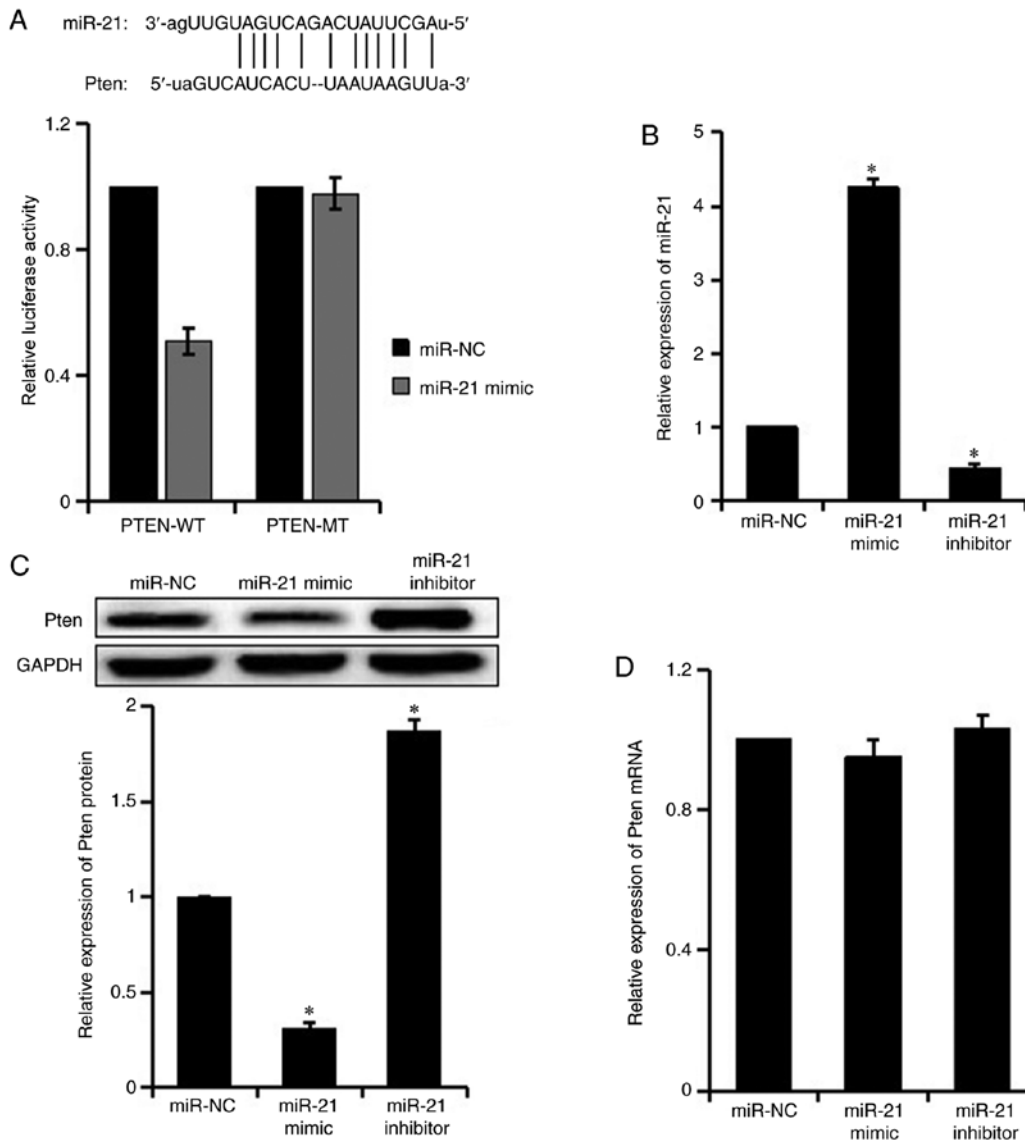 A
miR-21: 3′-agUUGUAGUCAGACUAUUCGAu-5′
Pten: 5′-uaGUCAUCACU--UAAUAAGUUa-3′
1.2
0.8
0.4
0
Relative luciferase activity
PTEN-WT PTEN-MT
miR-NC
miR-21 mimic
B
5
4
3
2
1
0
Relative expression of miR-21
*
*
miR-NC miR-21 mimic miR-21 inhibitor
C
miR-NC miR-21 mimic miR-21 inhibitor
Pten
GAPDH
2
1.5
1
0.5
0
Relative expression of Pten protein
*
*
miR-NC miR-21 mimic miR-21 inhibitor
D
1.2
0.8
0.4
0
Relative expression of Pten mRNA
miR-NC miR-21 mimic miR-21 inhibitor